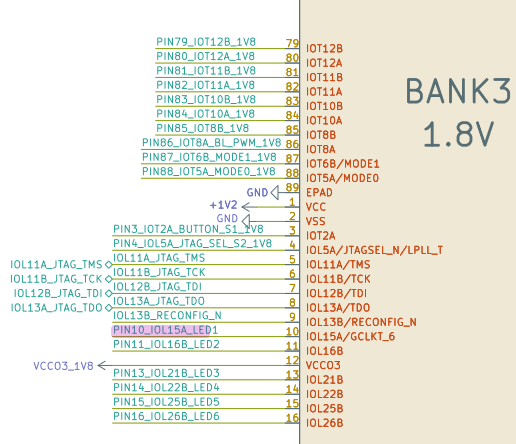 PIN79_IOT12B_1V8 79 IOT12B
PIN80_IOT12A_1V8 80 IOT12A
PIN81_IOT11B_1V8 81 IOT11B
PIN82_IOT11A_1V8 82 IOT11A
PIN83_IOT10B_1V8 83 IOT10B
PIN84_IOT10A_1V8 84 IOT10A
PIN85_IOT8B_1V8 85 IOT8B
PIN86_IOT8A_BL_PWM_1V8 86 IOT8A
PIN87_IOT6B_MODE1_1V8 87 IOT6B/MODE1
PIN88_IOT5A_MODE0_1V8 88 IOT5A/MODE0
GND 89 EPAD
+1V2 1 VCC
GND 2 VSS
PIN3_IOT2A_BUTTON_S1_1V8 3 IOT2A
PIN4_IOL5A_JTAG_SEL_S2_1V8 4 IOL5A/JTAGSEL_N/LPLL_T
IOL11A_JTAG_TMS IOL11A_JTAG_TMS 5 IOL11A/TMS
IOL11B_JTAG_TCK IOL11B_JTAG_TCK 6 IOL11B/TCK
IOL12B_JTAG_TDI IOL12B_JTAG_TDI 7 IOL12B/TDI
IOL13A_JTAG_TDO IOL13A_JTAG_TDO 8 IOL13A/TDO
IOL13B_RECONFIG_N 9 IOL13B/RECONFIG_N
PIN10_IOL15A_LED1 10 IOL15A/GCLKT_6
PIN11_IOL16B_LED2 11 IOL16B
VCCO3_1V8 12 VCCO3
PIN13_IOL21B_LED3 13 IOL21B
PIN14_IOL22B_LED4 14 IOL22B
PIN15_IOL25B_LED5 15 IOL25B
PIN16_IOL26B_LED6 16 IOL26B
BANK3
1.8V